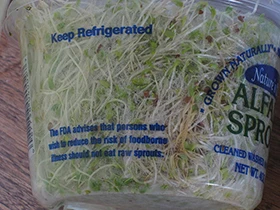 Keep Refrigerated
GROWN NATURALLY
Nature
ALF
SPRO
The FDA advises that persons who
wish to reduce the risk of foodborne
illness should not eat raw sprouts.
CLEANED
NET W